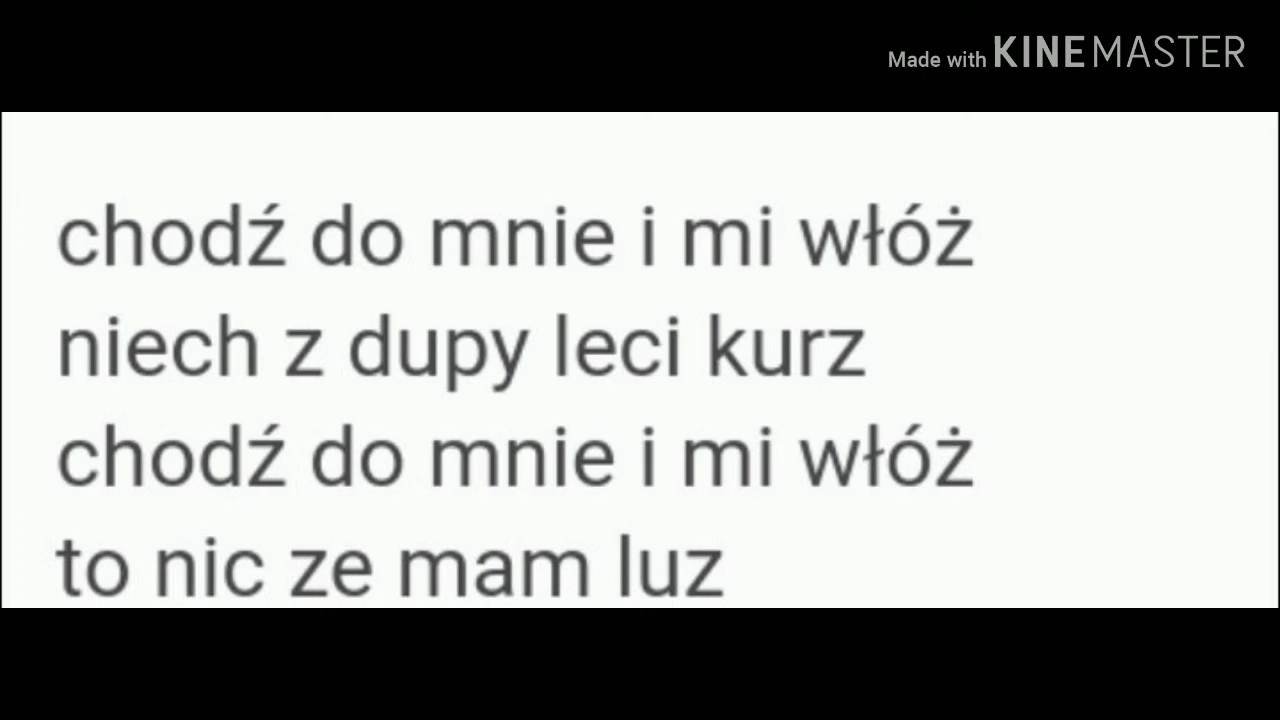 Made with KINEMASTER
chodź do mnie i mi włóż
niech z dupy leci kurz
chodź do mnie i mi włóż
to nic ze mam luz